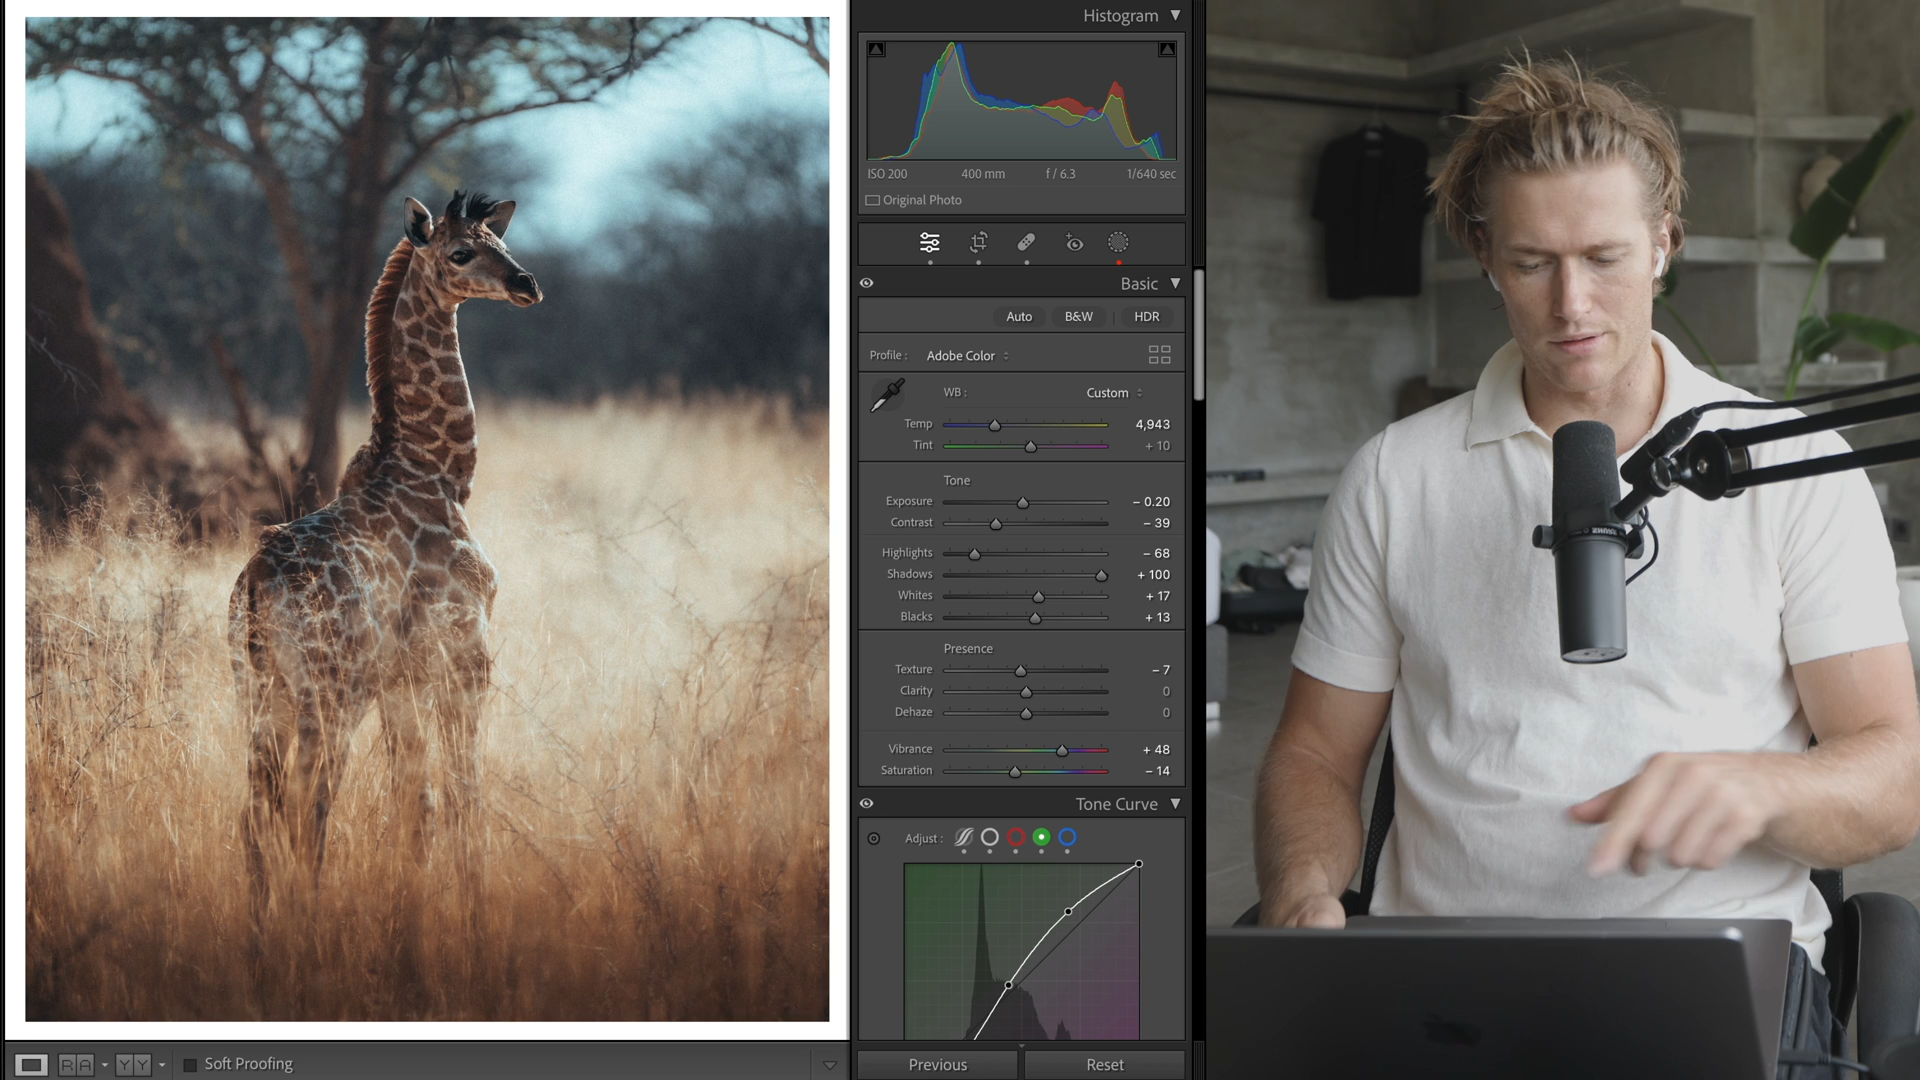 Histogram
ISO 200 400 mm f / 6.3 1/640 sec
Original Photo
Basic
Auto B&W HDR
Profile : Adobe Color
WB : Custom
Temp 4,943
Tint + 10
Tone
Exposure − 0.20
Contrast − 39
Highlights − 68
Shadows + 100
Whites + 17
Blacks + 13
Presence
Texture − 7
Clarity 0
Dehaze 0
Vibrance + 48
Saturation − 14
Tone Curve
Adjust :
R A Y Y Soft Proofing
Previous Reset